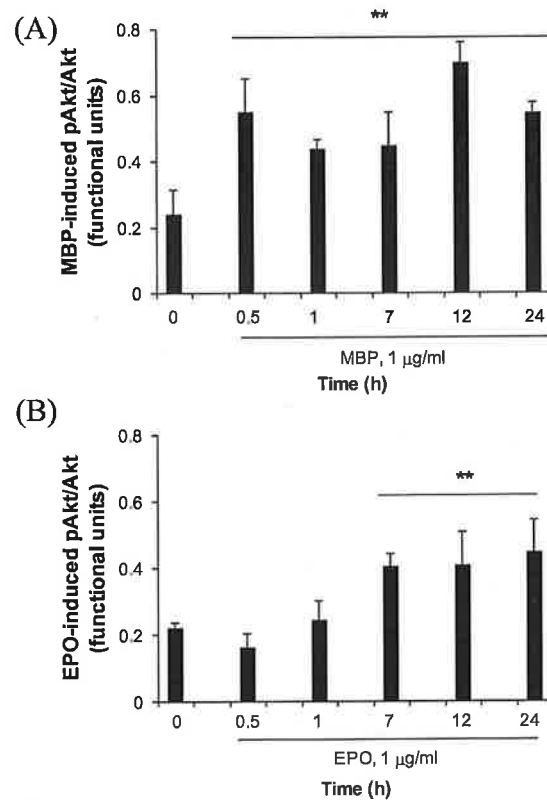 (A)
MBP-induced pAkt/Akt
(functional units)
0.8
0.6
0.4
0.2
0
**
0 0.5 1 7 12 24
MBP, 1 μg/ml
Time (h)
(B)
EPO-induced pAkt/Akt
(functional units)
0.8
0.6
0.4
0.2
0
**
0 0.5 1 7 12 24
EPO, 1 μg/ml
Time (h)